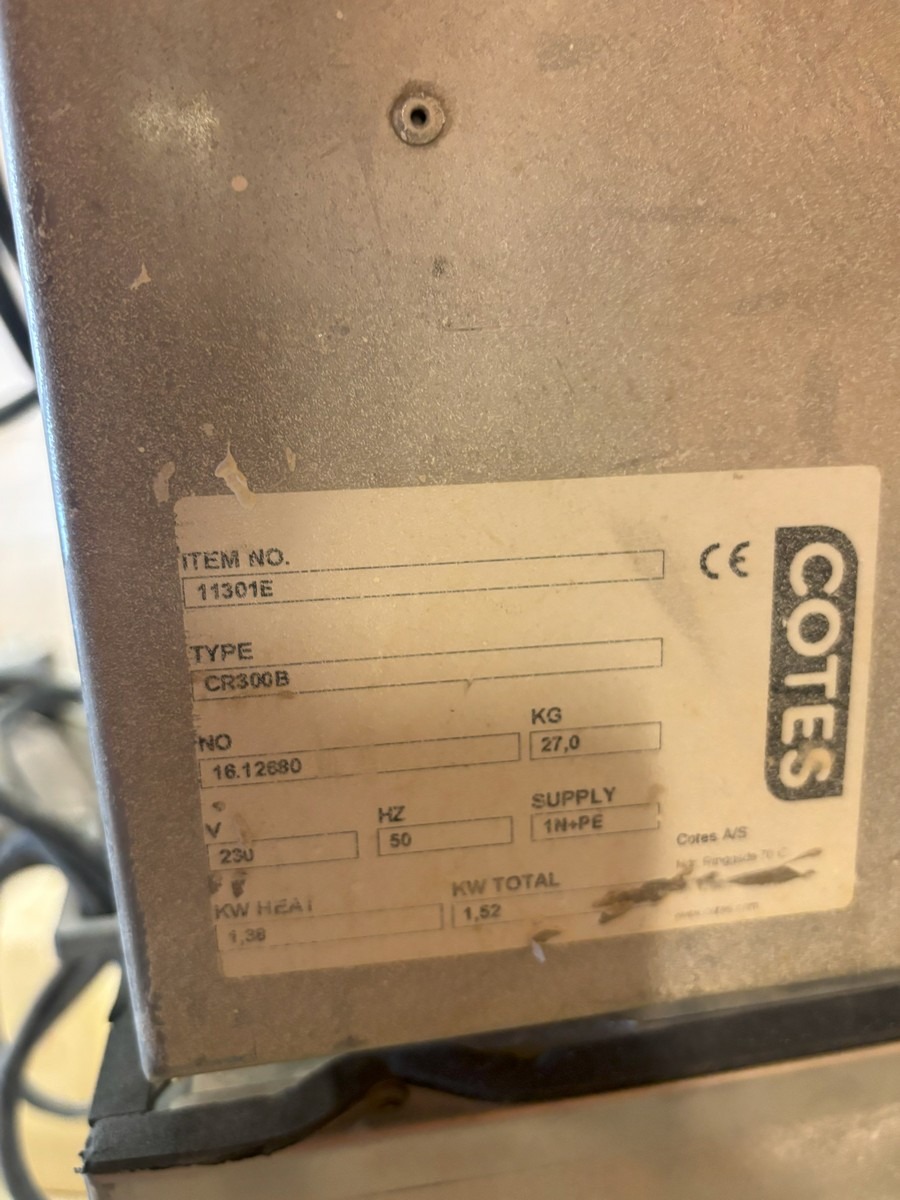 ITEM NO.
11301E
CE
COTES
TYPE
CR300B
NO
16.12680
KG
27,0
V
230
HZ
50
SUPPLY
1N+PE
KW HEAT
1,38
KW TOTAL
1,52
Cotes A/S